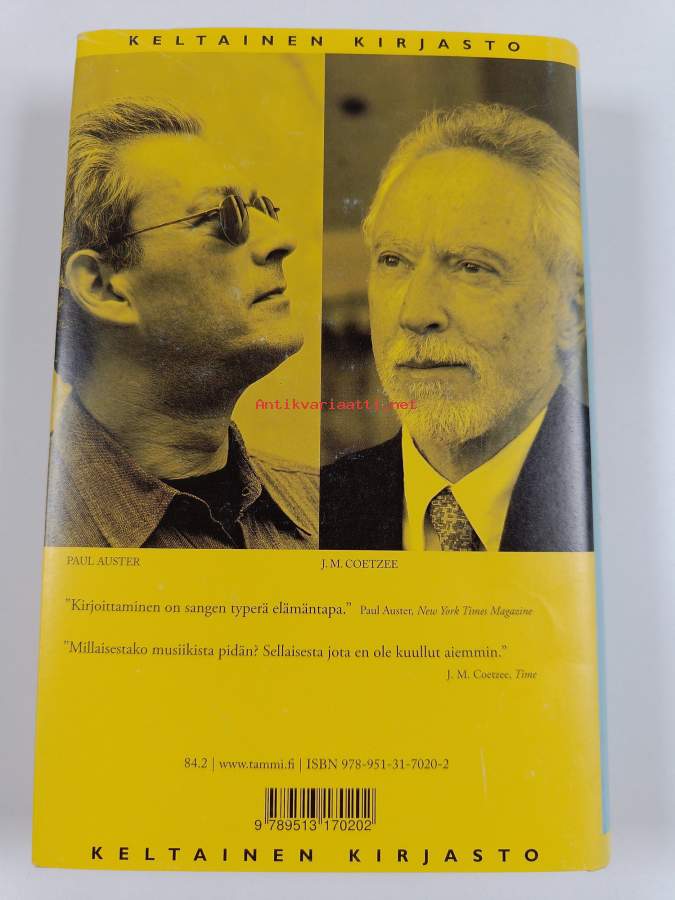 KELTAINEN KIRJASTO
Antikvariaatti.net
PAUL AUSTER
J. M. COETZEE
"Kirjoittaminen on sangen typerä elämäntapa." Paul Auster, New York Times Magazine
"Millaisestako musiikista pidän? Sellaisesta jota en ole kuullut aiemmin."
J. M. Coetzee, Time
84.2 | www.tammi.fi | ISBN 978-951-31-7020-2
9 789513 170202
KELTAINEN KIRJASTO